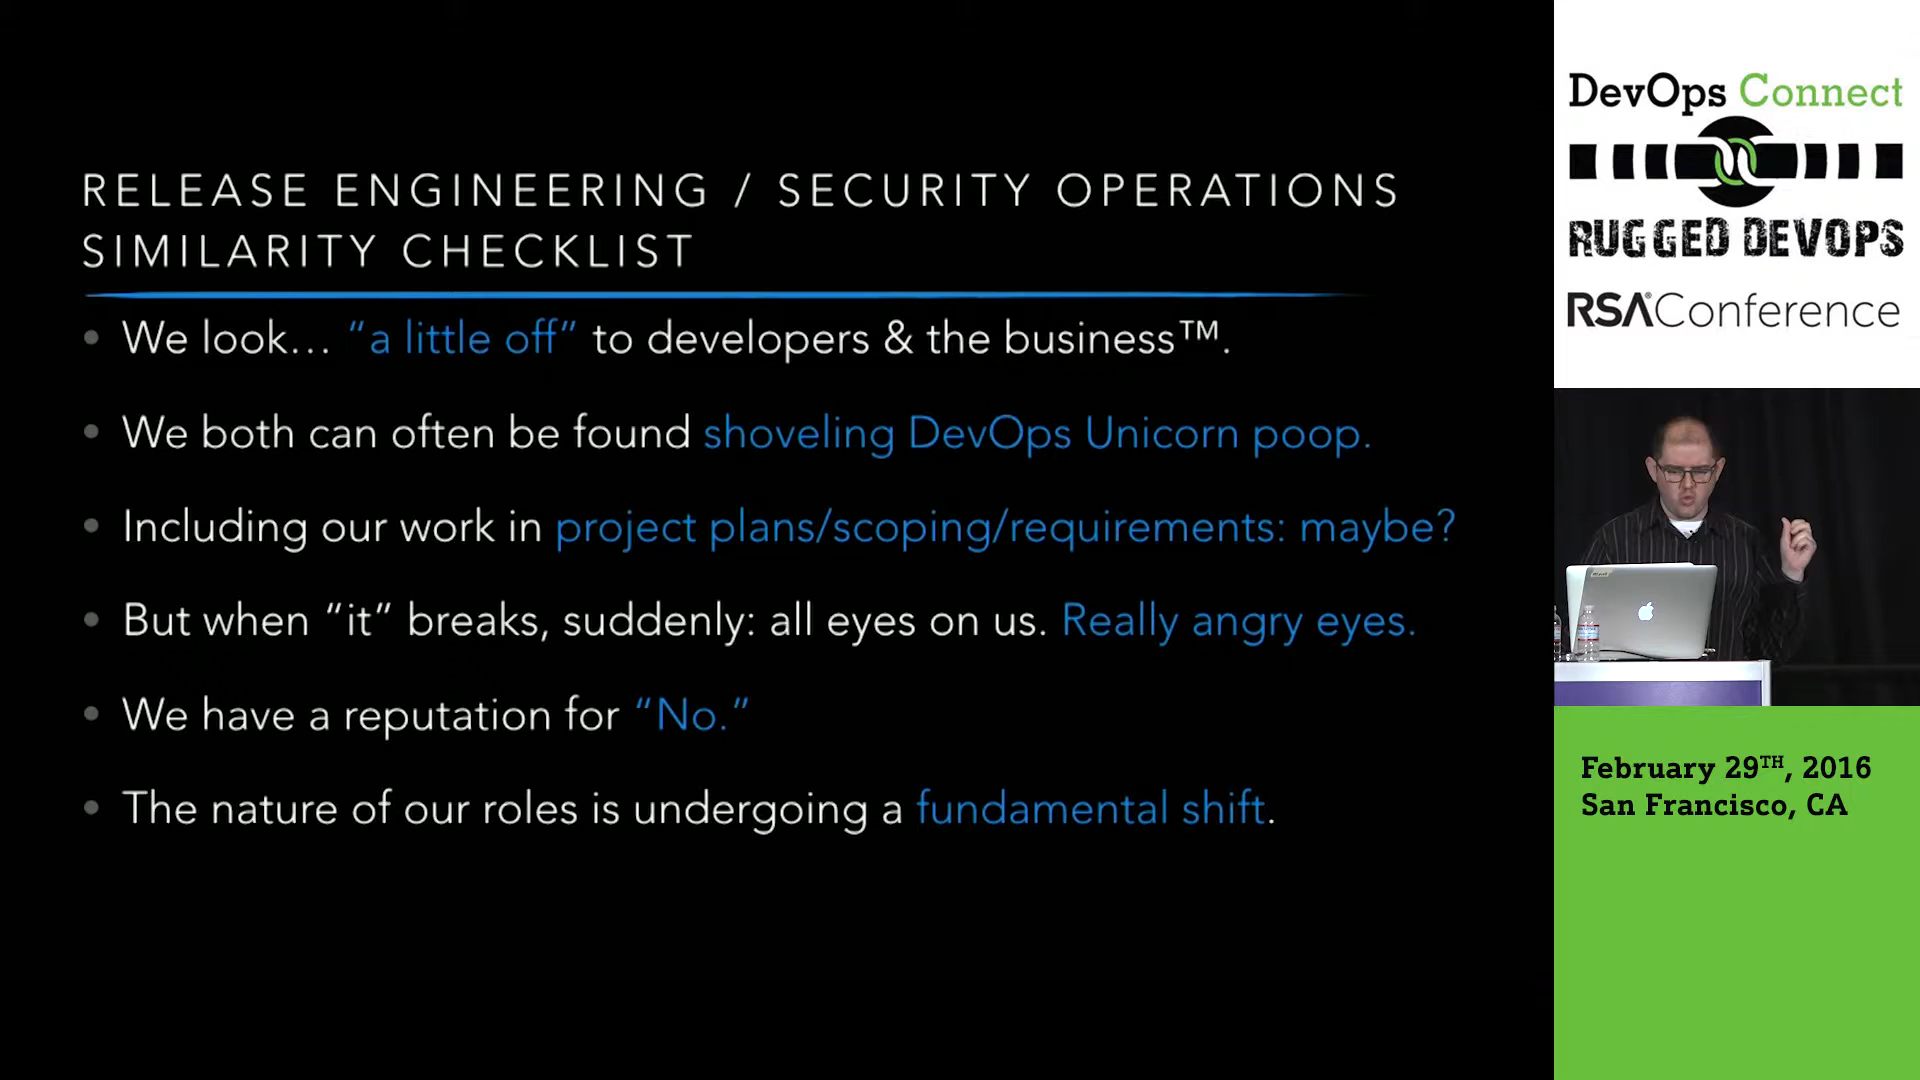 RELEASE ENGINEERING / SECURITY OPERATIONS
SIMILARITY CHECKLIST
• We look… “a little off” to developers & the business™.
• We both can often be found shoveling DevOps Unicorn poop.
• Including our work in project plans/scoping/requirements: maybe?
• But when “it” breaks, suddenly: all eyes on us. Really angry eyes.
• We have a reputation for “No.”
• The nature of our roles is undergoing a fundamental shift.
DevOps Connect
RUGGED DEVOPS
RSA®Conference
February 29TH, 2016
San Francisco, CA